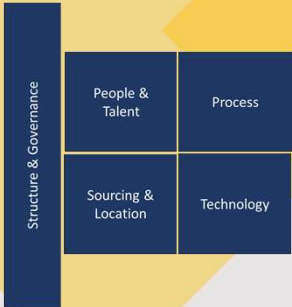 Structure & Governance
People &
Talent
Process
Sourcing &
Location
Technology